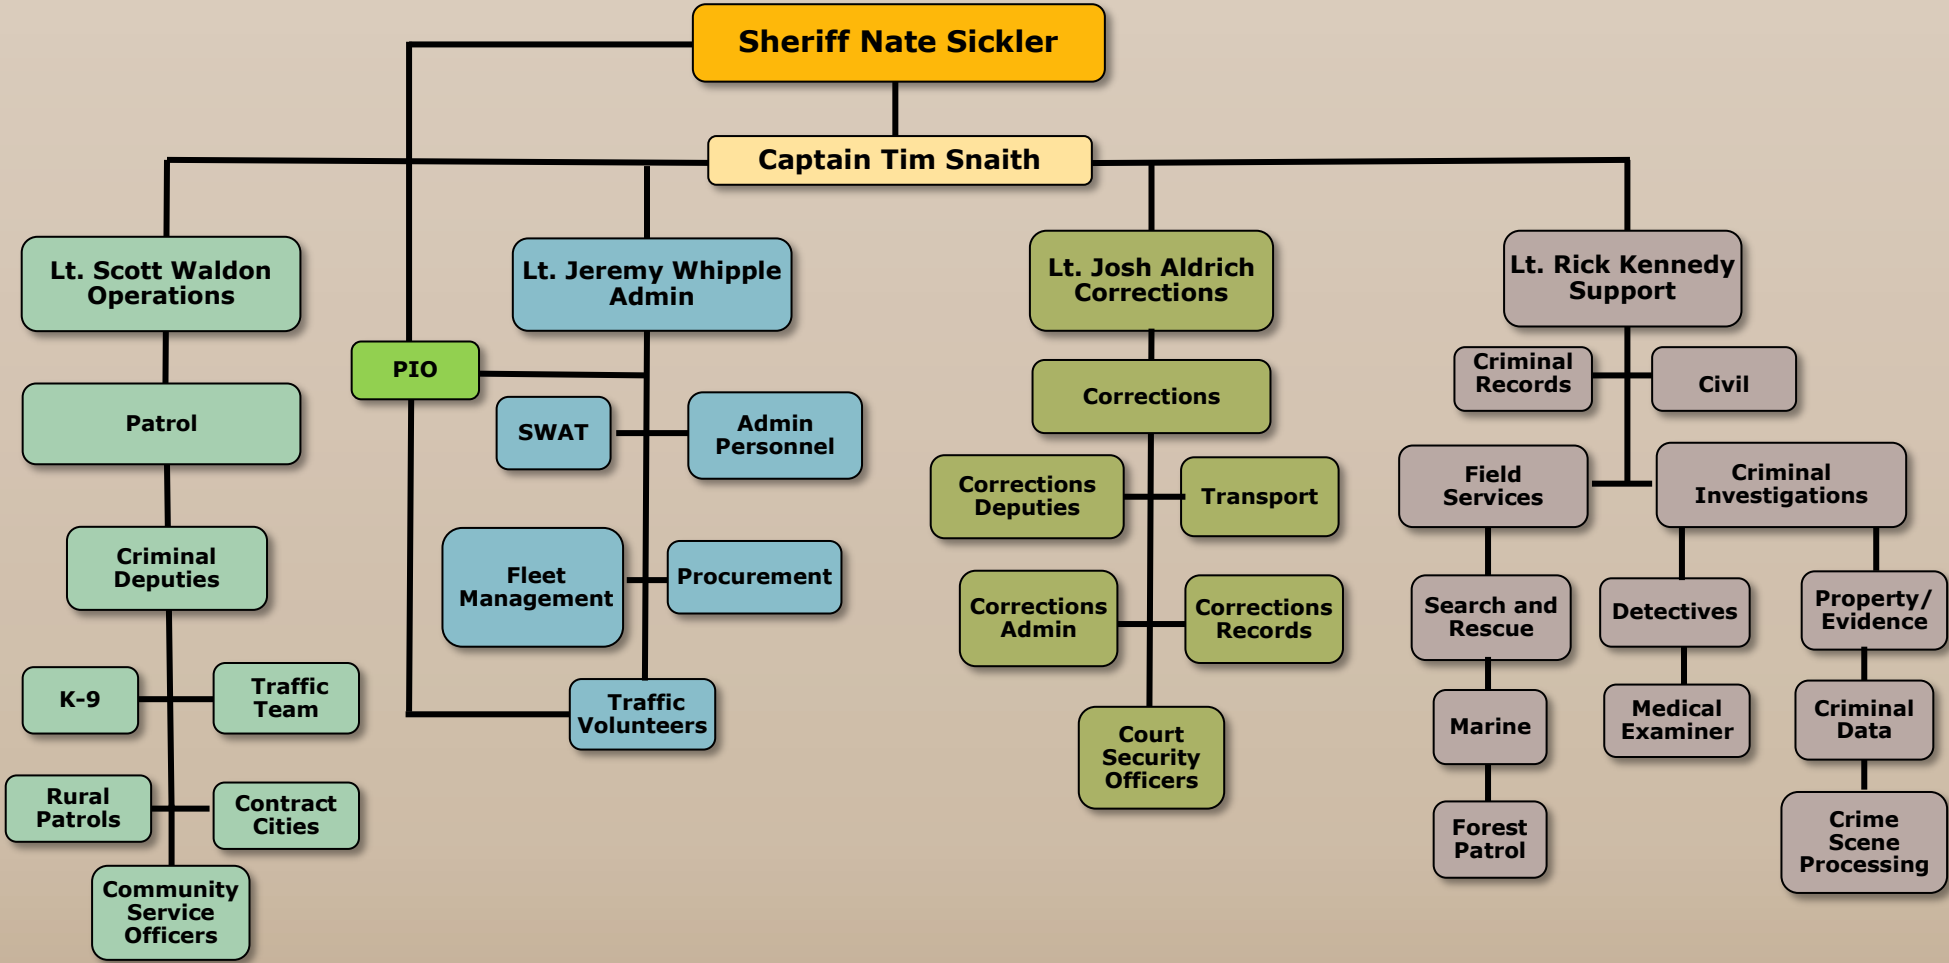 Sheriff Nate Sickler
Captain Tim Snaith
Lt. Scott Waldon
Operations
Patrol
Criminal
Deputies
K-9
Traffic
Team
Rural
Patrols
Contract
Cities
Community
Service
Officers
PIO
Lt. Jeremy Whipple
Admin
SWAT
Admin
Personnel
Fleet
Management
Procurement
Traffic
Volunteers
Lt. Josh Aldrich
Corrections
Corrections
Corrections
Deputies
Transport
Corrections
Admin
Corrections
Records
Court
Security
Officers
Lt. Rick Kennedy
Support
Criminal
Records
Civil
Field
Services
Criminal
Investigations
Search and
Rescue
Marine
Forest
Patrol
Detectives
Medical
Examiner
Property/
Evidence
Criminal
Data
Crime
Scene
Processing